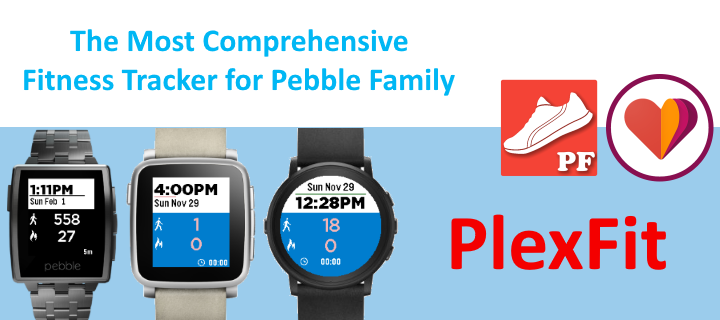 The Most Comprehensive
Fitness Tracker for Pebble Family
PF
1:11PM
Sun Feb 1
558
27
5m
pebble
4:00PM
Sun Nov 29
1
0
00:00
Sun Nov 29
12:28PM
18
0
00:00
PlexFit